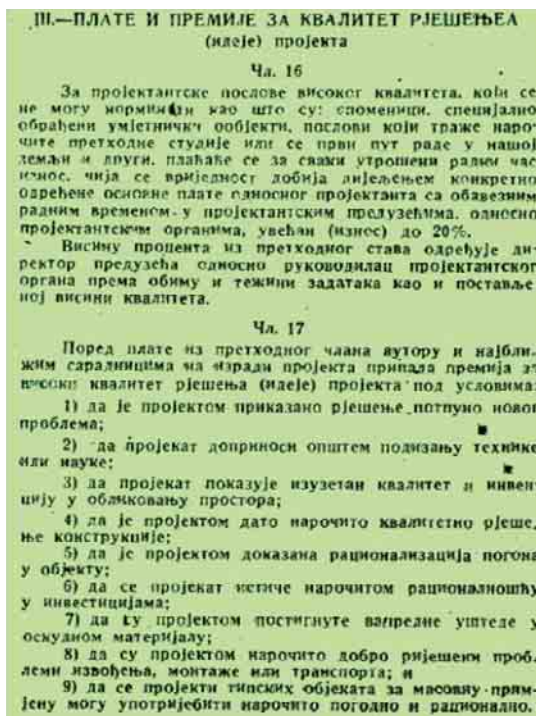 III.—ПЛАТЕ И ПРЕМИЈЕ ЗА КВАЛИТЕТ РЈЕШЕЊЕА
(идеје) пројекта
Чл. 16
За пројектантске послове високог квалитета, који се
не могу као што су: споменици, специјално
обрађени умјетнички ообјекти, послови који траже наро-
чите претходне студије или се први пут раде у нашој
земљи и други, плаћаће се за сваки утрошени радни час
износ, чија се вриједност добија дијељењем конкретно
одређене основне плате односног пројектанта са обавезним
радним временом у пројектантским предузећима, односно
пројектантским органима, увећан (износ) до 20%.
Висину процента из претходног става одређује ди-
ректор предузећа односно руководилац пројектантског
органа према обиму и тежини задатака као и поставље-
ној висини квалитета.
Чл. 17
Поред плате из претходног члана аутору и најбли-
жим сарадницима на изради пројекта припада премија за
високи квалитет рјешења (идеје) пројекта под условима:
1) да је пројектом приказано рјешење потпуно новог
проблема;
2) да пројекат доприноси општем подизању технике
или науке;
3) да пројекат показује изузетан квалитет и инвен-
цију у обликовању простора;
4) да је пројектом дато нарочито квалитетно рјеше,
ње конструкције;
5) да је пројектом доказана рационализација погона
у објекту;
6) да се пројекат истиче нарочитом рационалношћу
у инвестицијама;
7) да су пројектом постигнуте ванредне уштеде у
оскудном материјалу;
8) да су пројектом нарочито добро ријешени проб.
леми извођења, монтаже или транспорта; и
9) да се пројекти типских објеката за масовну прим-
јену могу употријебити нарочито погодно и рационално.